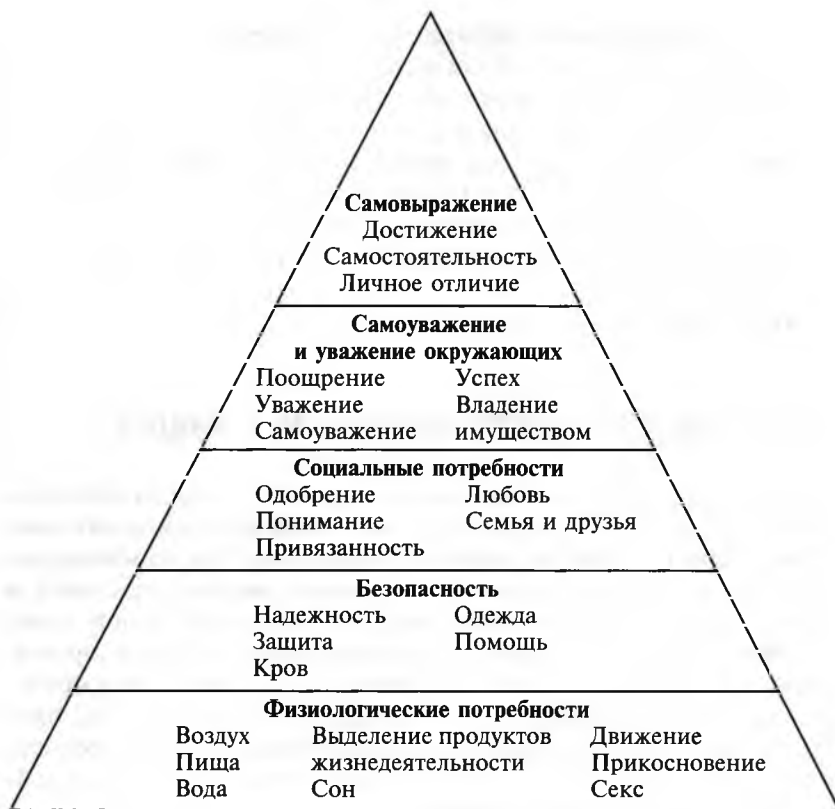 Самовыражение
Достижение
Самостоятельность
Личное отличие
Самоуважение
и уважение окружающих
Поощрение Успех
Уважение Владение
Самоуважение имуществом
Социальные потребности
Одобрение Любовь
Понимание Семья и друзья
Привязанность
Безопасность
Надежность Одежда
Защита Помощь
Кров
Физиологические потребности
Воздух Выделение продуктов Движение
Пища жизнедеятельности Прикосновение
Вода Сон Секс